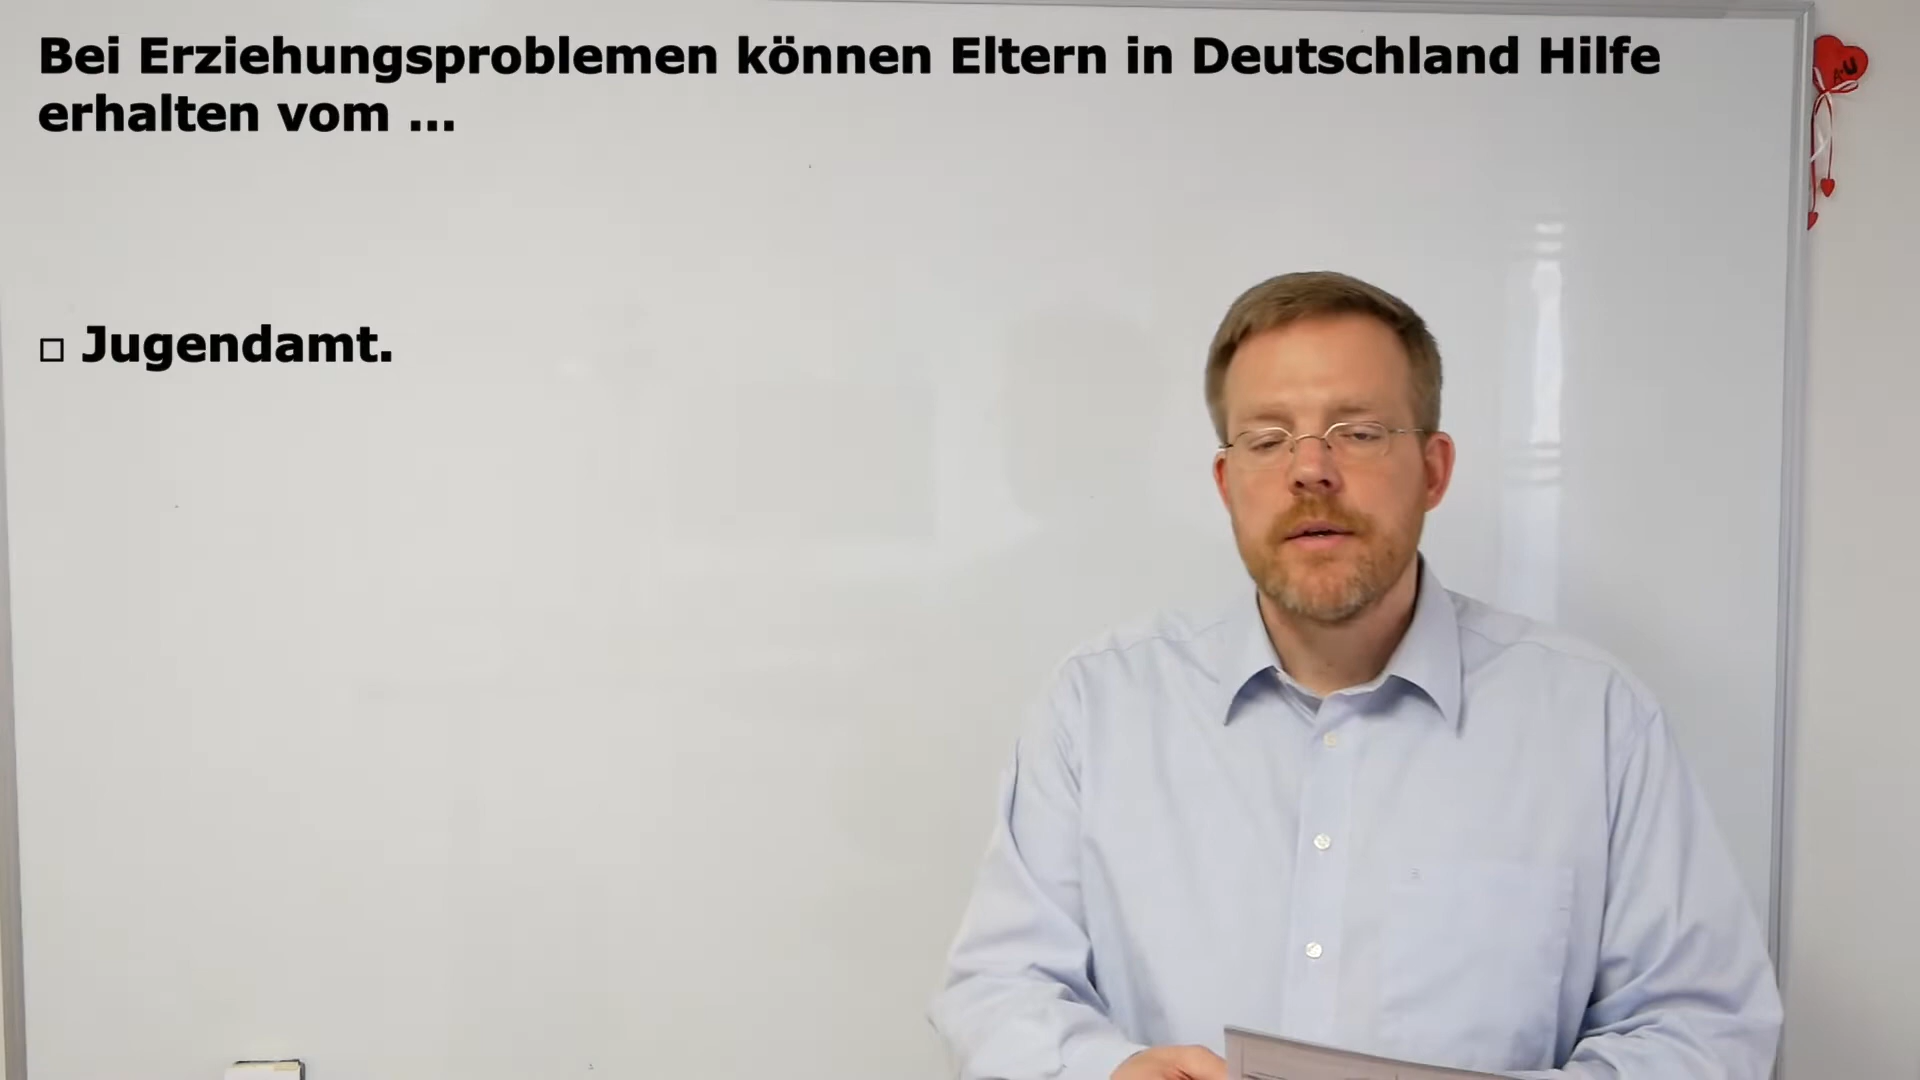 Bei Erziehungsproblemen können Eltern in Deutschland Hilfe
erhalten vom ...
□ Jugendamt.
A+U